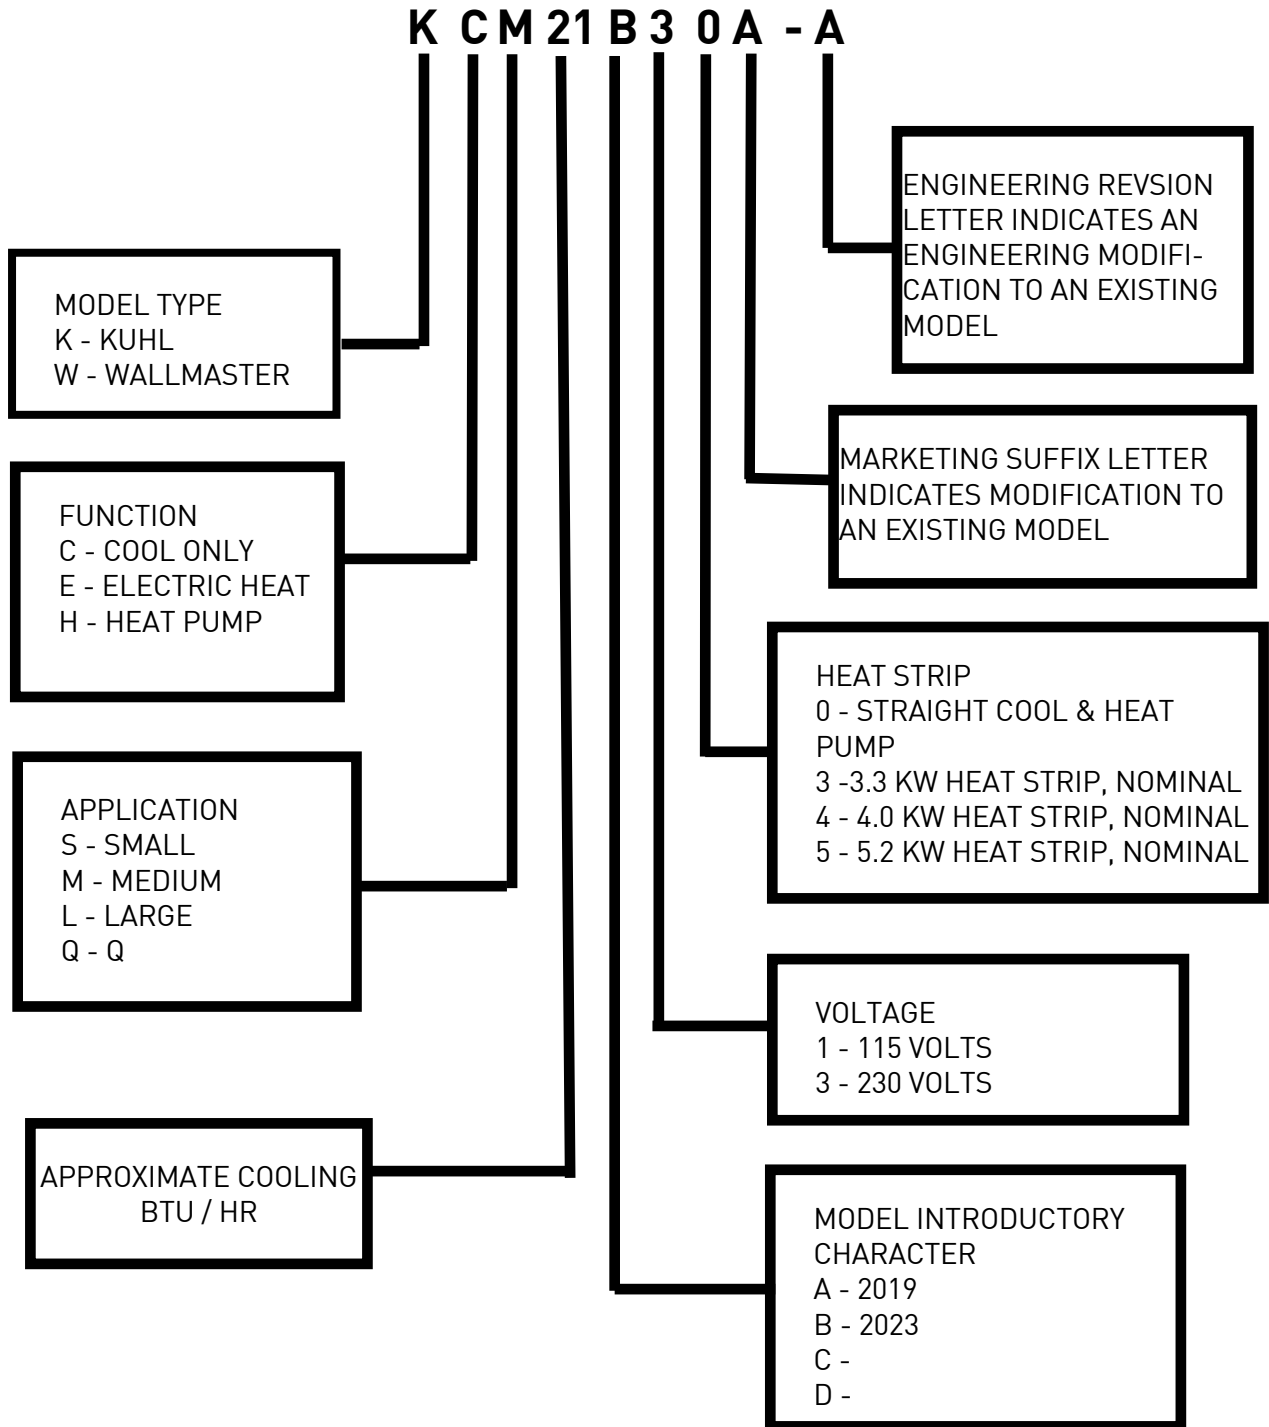 K C M 21 B 3 0 A - A
MODEL TYPE
K - KUHL
W - WALLMASTER
FUNCTION
C - COOL ONLY
E - ELECTRIC HEAT
H - HEAT PUMP
APPLICATION
S - SMALL
M - MEDIUM
L - LARGE
Q - Q
APPROXIMATE COOLING
BTU / HR
ENGINEERING REVSION
LETTER INDICATES AN
ENGINEERING MODIFI-
CATION TO AN EXISTING
MODEL
MARKETING SUFFIX LETTER
INDICATES MODIFICATION TO
AN EXISTING MODEL
HEAT STRIP
0 - STRAIGHT COOL & HEAT
PUMP
3 -3.3 KW HEAT STRIP, NOMINAL
4 - 4.0 KW HEAT STRIP, NOMINAL
5 - 5.2 KW HEAT STRIP, NOMINAL
VOLTAGE
1 - 115 VOLTS
3 - 230 VOLTS
MODEL INTRODUCTORY
CHARACTER
A - 2019
B - 2023
C -
D -